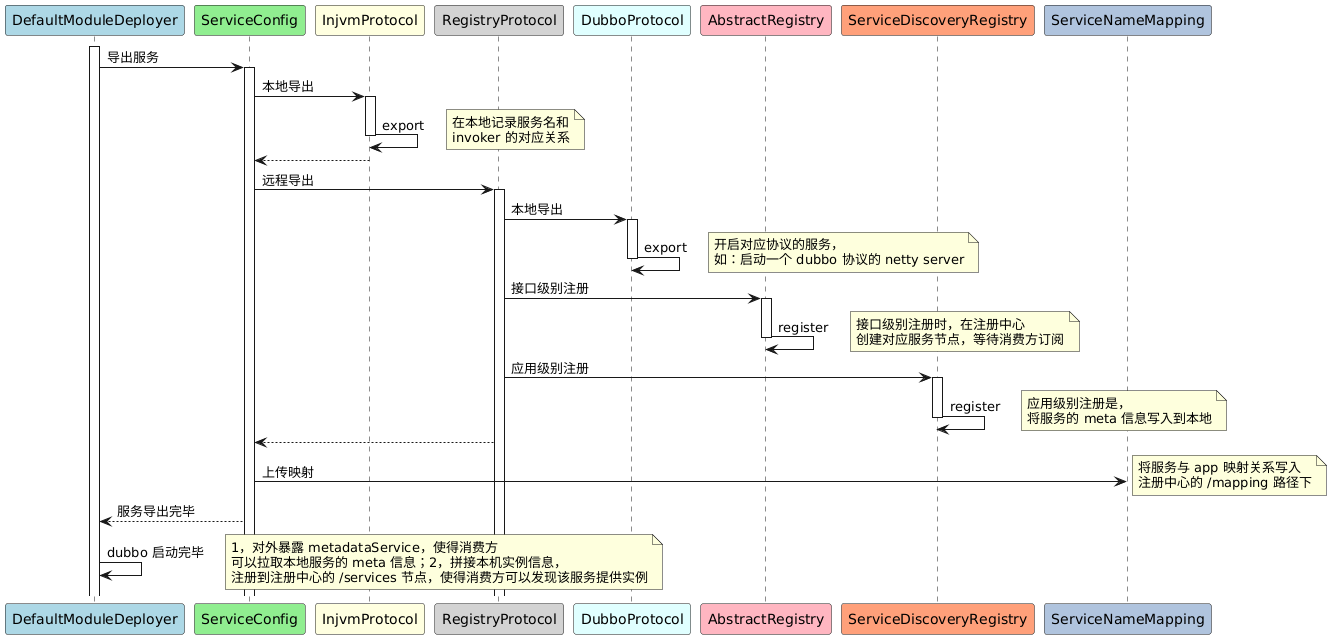 DefaultModuleDeployer
ServiceConfig
InjvmProtocol
RegistryProtocol
DubboProtocol
AbstractRegistry
ServiceDiscoveryRegistry
ServiceNameMapping
导出服务
本地导出
export
在本地记录服务名和
invoker 的对应关系
远程导出
本地导出
export
开启对应协议的服务，
如：启动一个 dubbo 协议的 netty server
接口级别注册
register
接口级别注册时，在注册中心
创建对应服务节点，等待消费方订阅
应用级别注册
register
应用级别注册是，
将服务的 meta 信息写入到本地
上传映射
将服务与 app 映射关系写入
注册中心的 /mapping 路径下
服务导出完毕
dubbo 启动完毕
1，对外暴露 metadataService，使得消费方
可以拉取本地服务的 meta 信息；2，拼接本机实例信息，
注册到注册中心的 /services 节点，使得消费方可以发现该服务提供实例
DefaultModuleDeployer
ServiceConfig
InjvmProtocol
RegistryProtocol
DubboProtocol
AbstractRegistry
ServiceDiscoveryRegistry
ServiceNameMapping